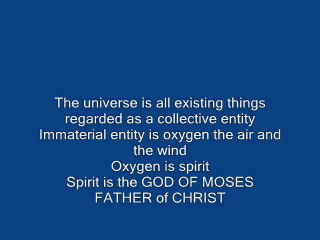 The universe is all existing things
regarded as a collective entity
Immaterial entity is oxygen the air and
the wind
Oxygen is spirit
Spirit is the GOD OF MOSES
FATHER of CHRIST